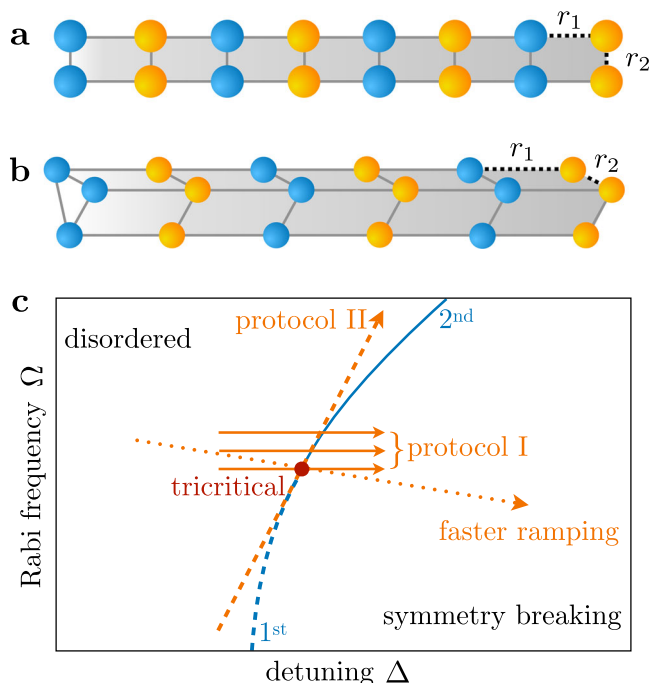 a
r₁
r₂
b
r₁
r₂
c
protocol II
2ⁿᵈ
disordered
protocol I
tricritical
faster ramping
symmetry breaking
1ˢᵗ
Rabi frequency Ω
detuning Δ